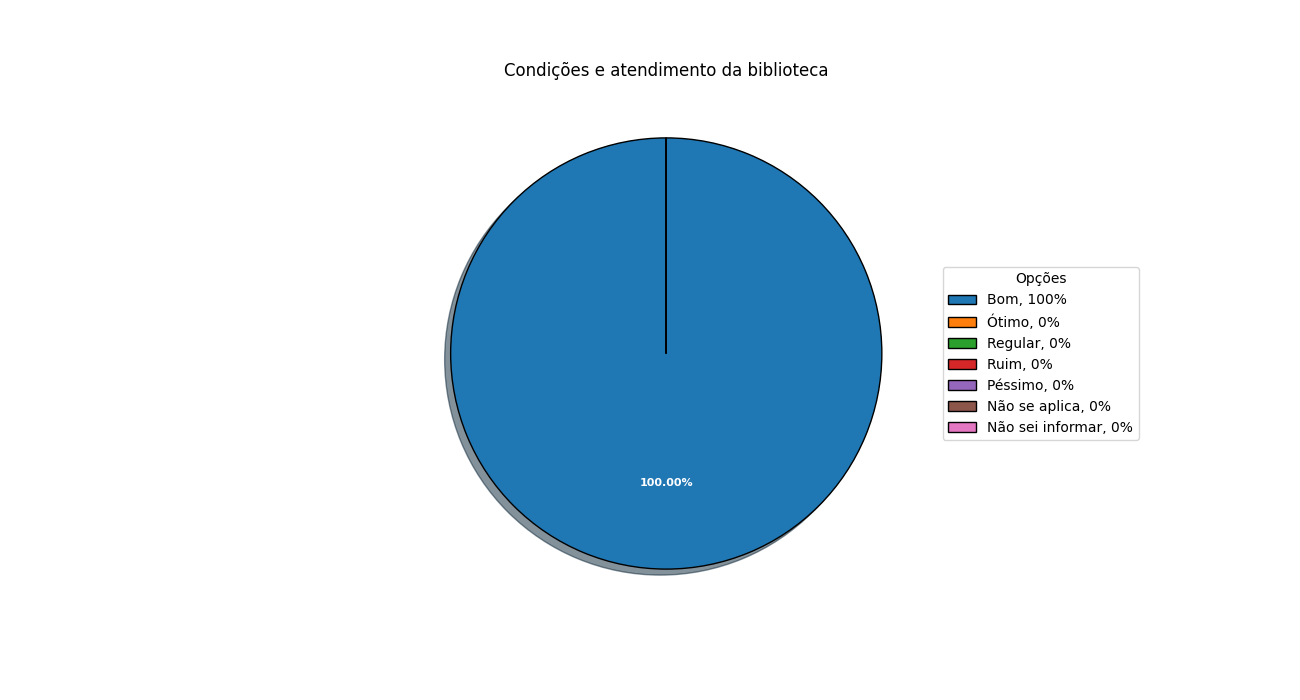 Condições e atendimento da biblioteca
Opções
Bom, 100%
Ótimo, 0%
Regular, 0%
Ruim, 0%
Péssimo, 0%
Não se aplica, 0%
Não sei informar, 0%
100.00%